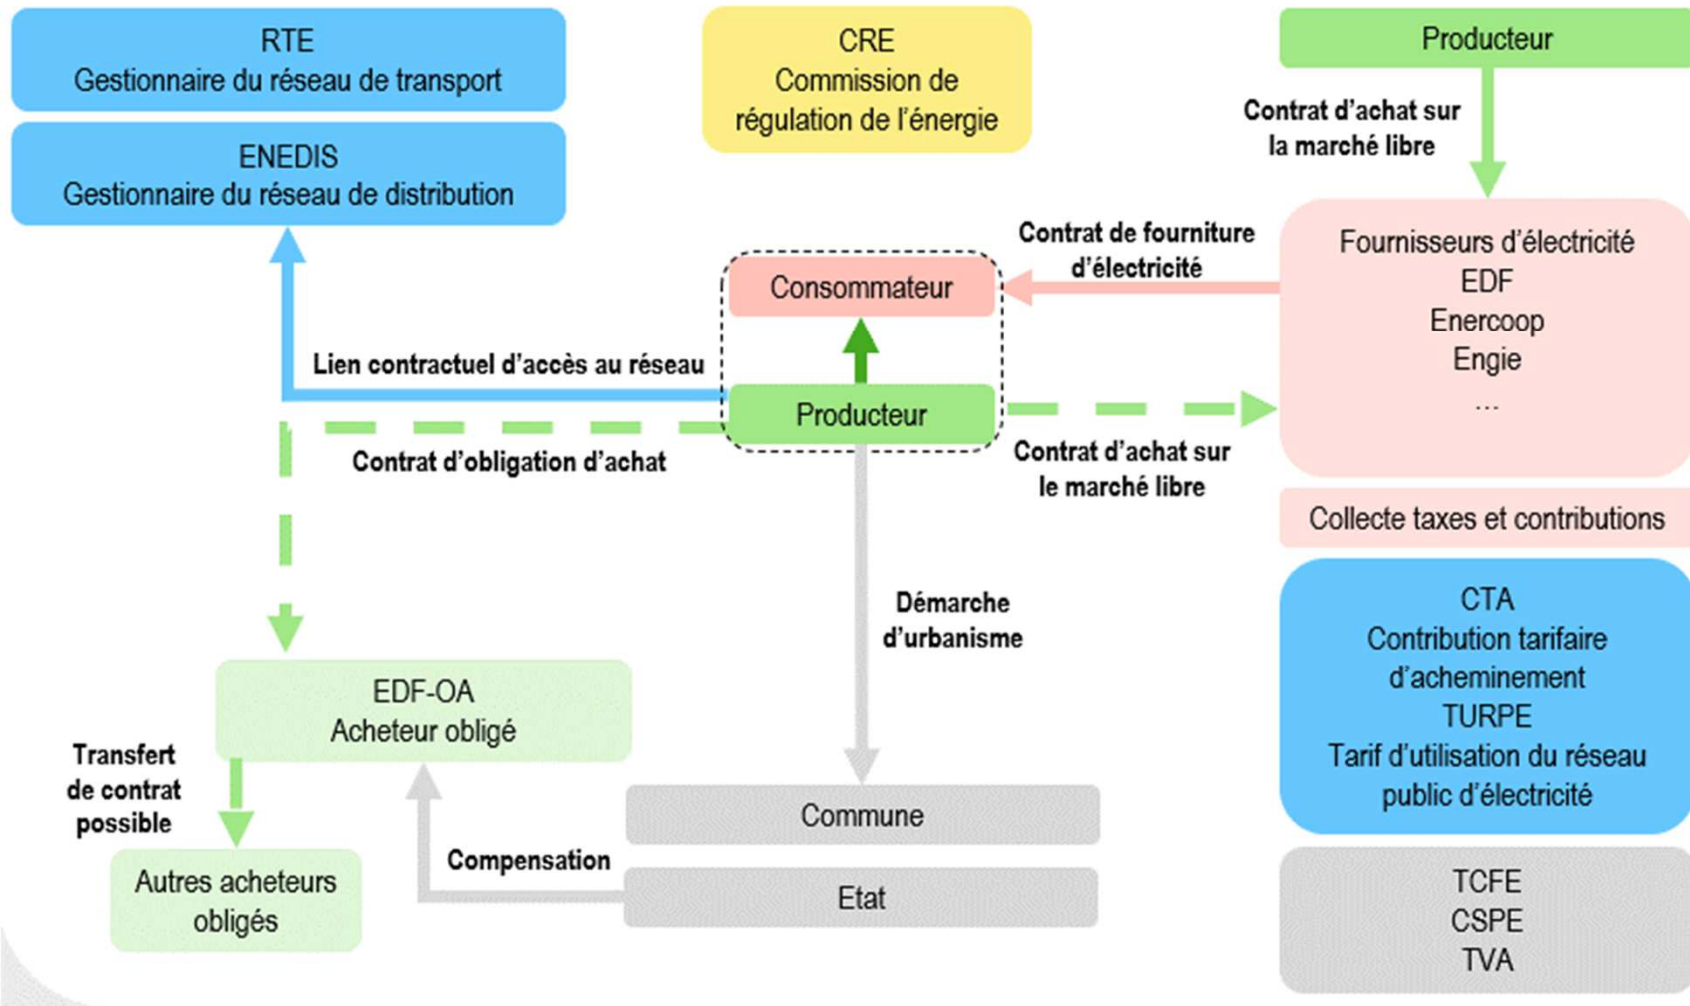 RTE
Gestionnaire du réseau de transport
ENEDIS
Gestionnaire du réseau de distribution
CRE
Commission de
régulation de l'énergie
Producteur
Contrat d'achat sur
la marché libre
Fournisseurs d'électricité
EDF
Enercoop
Engie
...
Contrat de fourniture
d'électricité
Consommateur
Lien contractuel d'accès au réseau
Producteur
Contrat d'obligation d'achat
Contrat d'achat sur
le marché libre
Collecte taxes et contributions
CTA
Contribution tarifaire
d'acheminement
TURPE
Tarif d'utilisation du réseau
public d'électricité
Démarche
d'urbanisme
EDF-OA
Acheteur obligé
Transfert
de contrat
possible
Autres acheteurs
obligés
Compensation
Commune
Etat
TCFE
CSPE
TVA